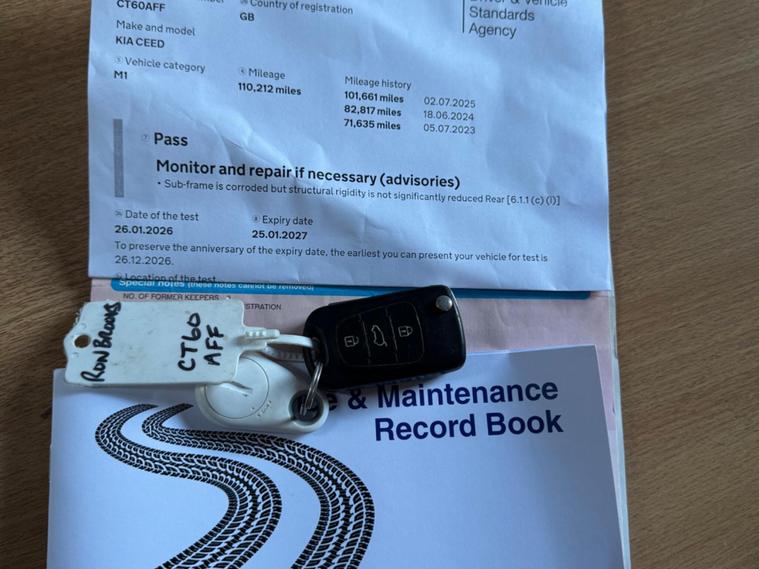 CT60AFF
Country of registration
GB
Vehicle
Standards
Agency
Make and model
KIA CEED
Vehicle category
M1
Mileage
110,212 miles
Mileage history
101,661 miles 02.07.2025
82,817 miles 18.06.2024
71,635 miles 05.07.2023
Pass
Monitor and repair if necessary (advisories)
• Sub-frame is corroded but structural rigidity is not significantly reduced Rear [6.1.1 (c) (i)]
Date of the test
26.01.2026
Expiry date
25.01.2027
To preserve the anniversary of the expiry date, the earliest you can present your vehicle for test is
26.12.2026.
Location of the test
Special notes (these notes cannot be removed)
NO. OF FORMER KEEPERS
RON BROOKS
CT60
AFF
e & Maintenance
Record Book